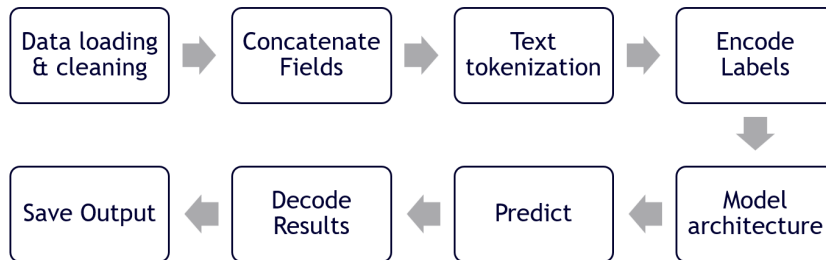 Data loading
& cleaning
Concatenate
Fields
Text
tokenization
Encode
Labels
Model
architecture
Predict
Decode
Results
Save Output